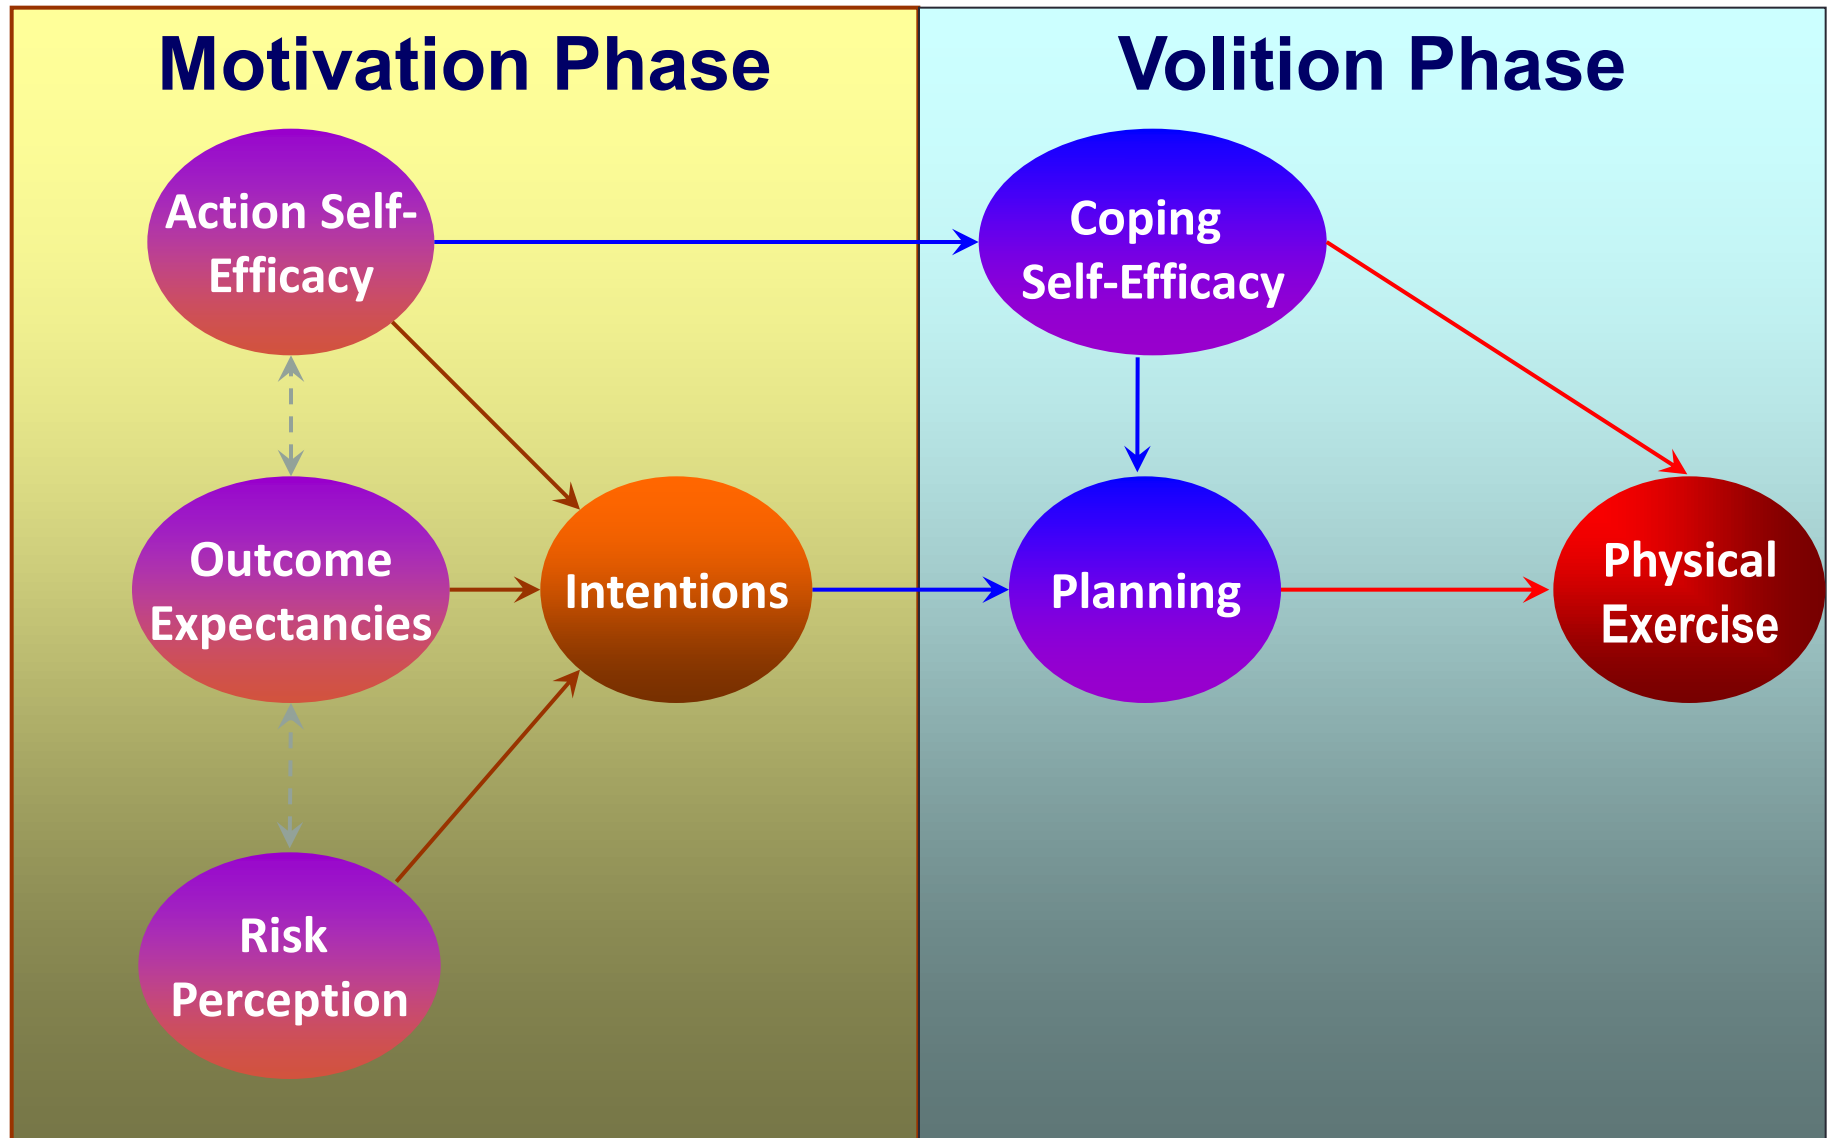 Motivation Phase
Volition Phase
Action Self-
Efficacy
Coping
Self-Efficacy
Outcome
Expectancies
Intentions
Planning
Physical
Exercise
Risk
Perception